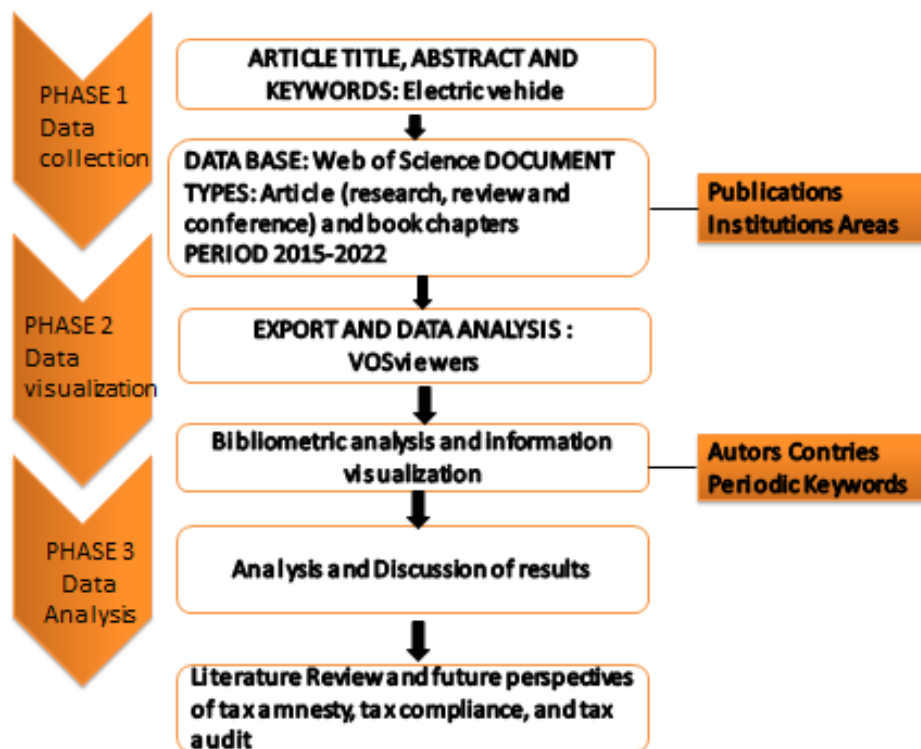 PHASE 1
Data
collection
ARTICLE TITLE, ABSTRACT AND
KEYWORDS: Electric vehide
DATA BASE: Web of Science DOCUMENT
TYPES: Article (research, review and
conference) and book chapters
PERIOD 2015-2022
Publications
Institutions Areas
PHASE 2
Data
visualization
EXPORT AND DATA ANALYSIS :
VOSviewers
Bibliometric analysis and information
visualization
Autors Contries
Periodic Keywords
PHASE 3
Data
Analysis
Analysis and Discussion of results
Literature Review and future perspectives
of tax amnesty, tax compliance, and tax
audit